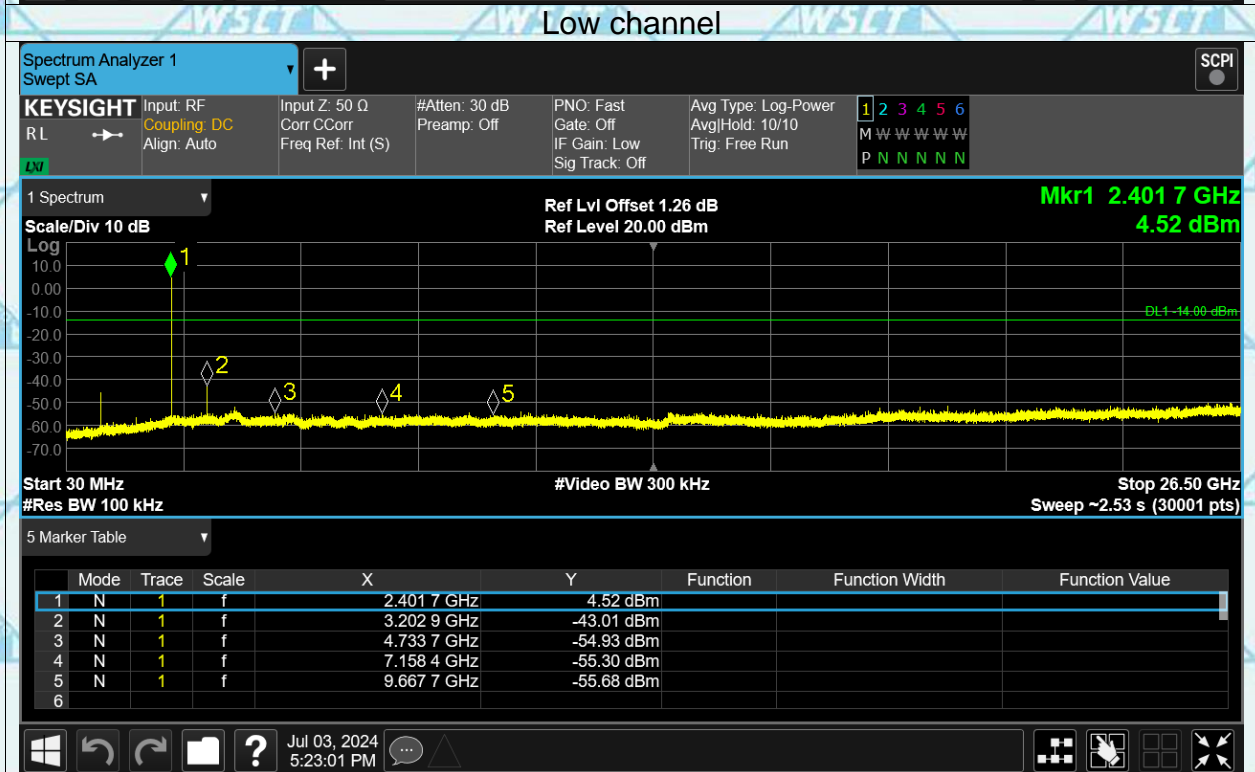 Low channel
Spectrum Analyzer 1
Swept SA
+
SCPI
KEYSIGHT Input: RF Input Z: 50 Ω #Atten: 30 dB PNO: Fast Avg Type: Log-Power 1 2 3 4 5 6
RL Coupling: DC Corr CCorr Preamp: Off Gate: Off Avg|Hold: 10/10 M W W W W W W
Align: Auto Freq Ref: Int (S) IF Gain: Low Trig: Free Run P N N N N N N
LXI Sig Track: Off
1 Spectrum
Ref Lvl Offset 1.26 dB Mkr1 2.401 7 GHz
Scale/Div 10 dB Ref Level 20.00 dBm 4.52 dBm
Log
1
10.0
0.00
-10.0
DL1 -14.00 dBm
-20.0
-30.0
2
-40.0
3 4 5
-50.0
-60.0
-70.0
Start 30 MHz #Video BW 300 kHz Stop 26.50 GHz
#Res BW 100 kHz Sweep ~2.53 s (30001 pts)
5 Marker Table
Mode Trace Scale X Y Function Function Width Function Value
1 N 1 f 2.401 7 GHz 4.52 dBm
2 N 1 f 3.202 9 GHz -43.01 dBm
3 N 1 f 4.733 7 GHz -54.93 dBm
4 N 1 f 7.158 4 GHz -55.30 dBm
5 N 1 f 9.667 7 GHz -55.68 dBm
6
? Jul 03, 2024
5:23:01 PM